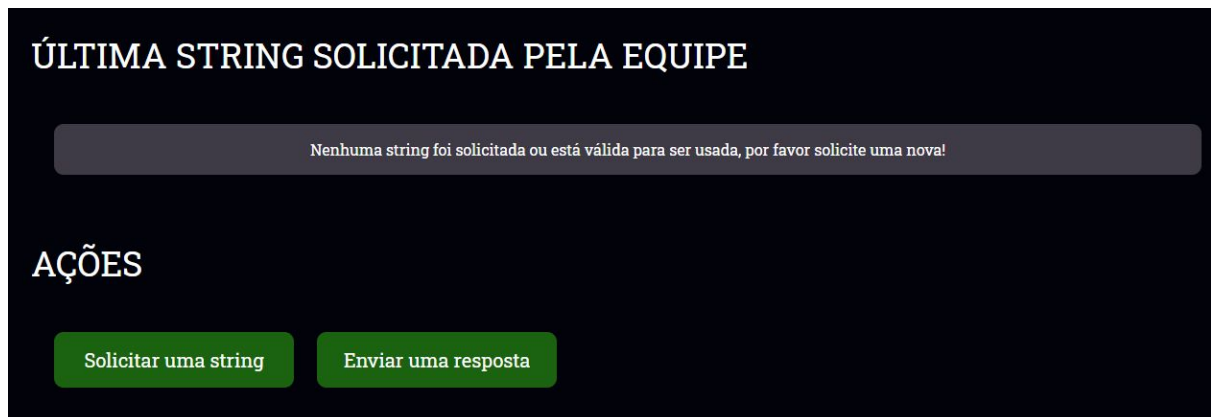 ÚLTIMA STRING SOLICITADA PELA EQUIPE
Nenhuma string foi solicitada ou está válida para ser usada, por favor solicite uma nova!
AÇÕES
Solicitar uma string
Enviar uma resposta